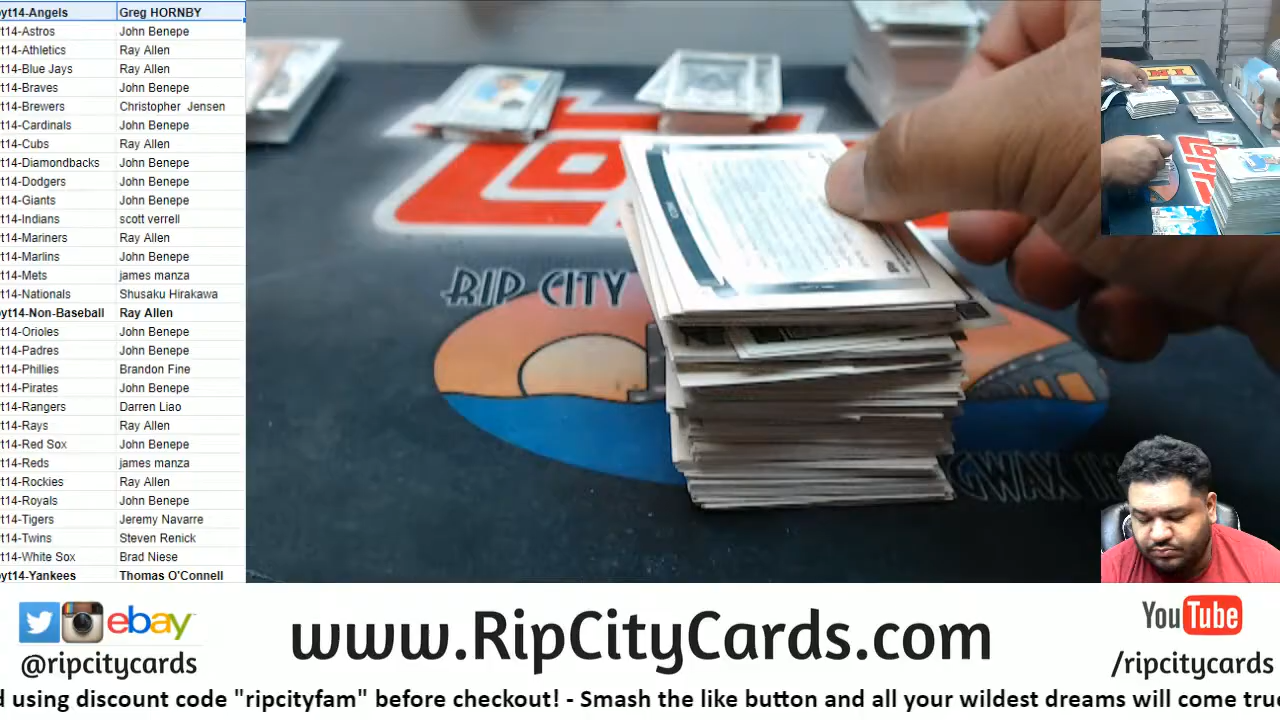 yt14-Angels Greg HORNBY
t14-Astros John Benepe
t14-Athletics Ray Allen
t14-Blue Jays Ray Allen
t14-Braves John Benepe
t14-Brewers Christopher Jensen
t14-Cardinals John Benepe
t14-Cubs Ray Allen
t14-Diamondbacks John Benepe
t14-Dodgers John Benepe
t14-Giants John Benepe
t14-Indians scott verrell
t14-Mariners Ray Allen
t14-Marlins John Benepe
t14-Mets james manza
t14-Nationals Shusaku Hirakawa
yt14-Non-Baseball Ray Allen
t14-Orioles John Benepe
t14-Padres John Benepe
t14-Phillies Brandon Fine
t14-Pirates John Benepe
t14-Rangers Darren Liao
t14-Rays Ray Allen
t14-Red Sox John Benepe
t14-Reds james manza
t14-Rockies Ray Allen
t14-Royals John Benepe
t14-Tigers Jeremy Navarre
t14-Twins Steven Renick
t14-White Sox Brad Niese
yt14-Yankees Thomas O'Connell
RIP CITY
ebay
@ripcitycards
www.RipCityCards.com
YouTube
/ripcitycards
d using discount code "ripcityfam" before checkout! - Smash the like button and all your wildest dreams will come true